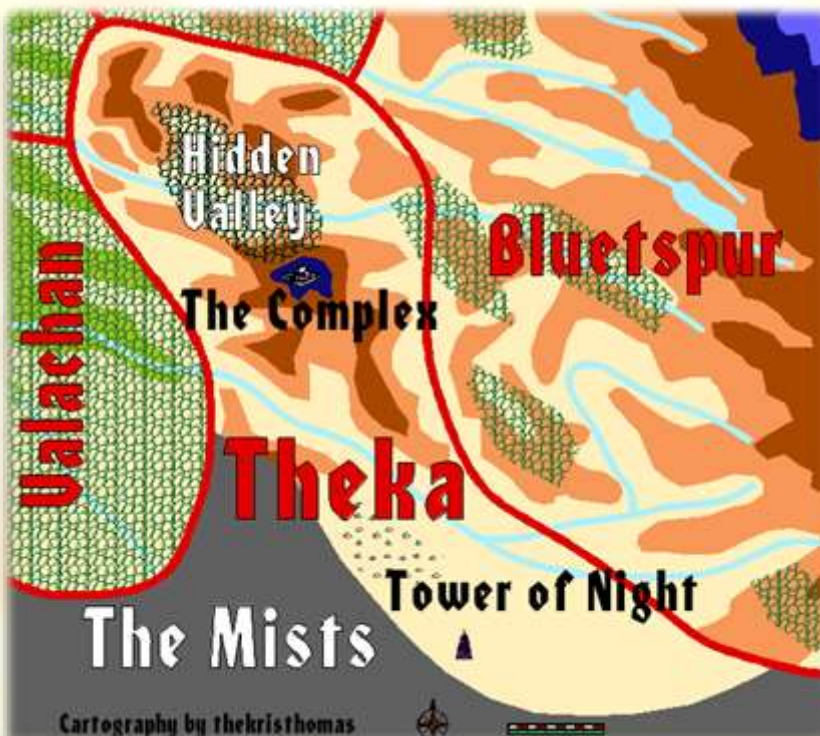 Hidden
Valley
Bluetspur
The Complex
Valachan
Theka
Tower of Night
The Mists
Cartography by thekristhomas